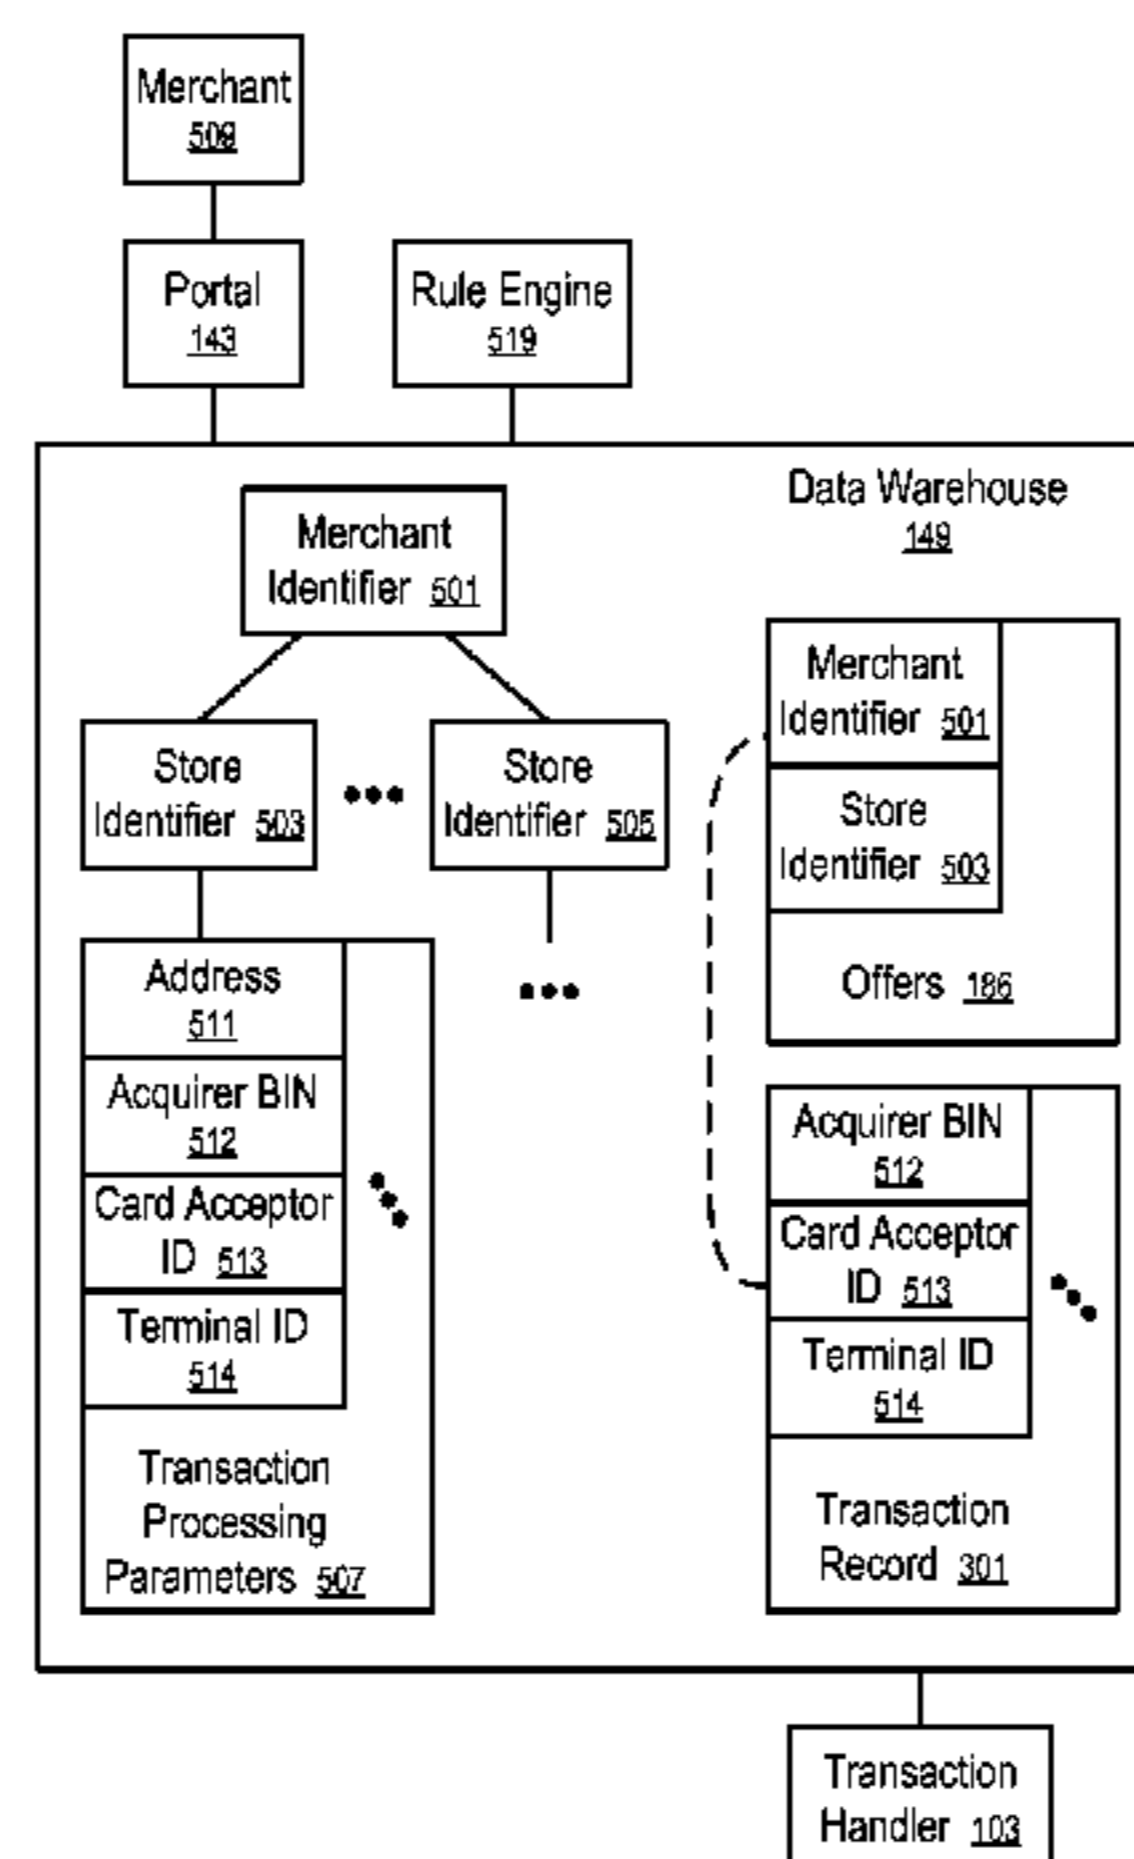 Merchant
509
Portal
143
Rule Engine
519
Data Warehouse
149
Merchant
Identifier 501
Store
Identifier 503
Store
Identifier 505
Address
511
Acquirer BIN
512
Card Acceptor
ID 513
Terminal ID
514
Transaction
Processing
Parameters 507
Merchant
Identifier 501
Store
Identifier 503
Offers 186
Acquirer BIN
512
Card Acceptor
ID 513
Terminal ID
514
Transaction
Record 301
Transaction
Handler 103